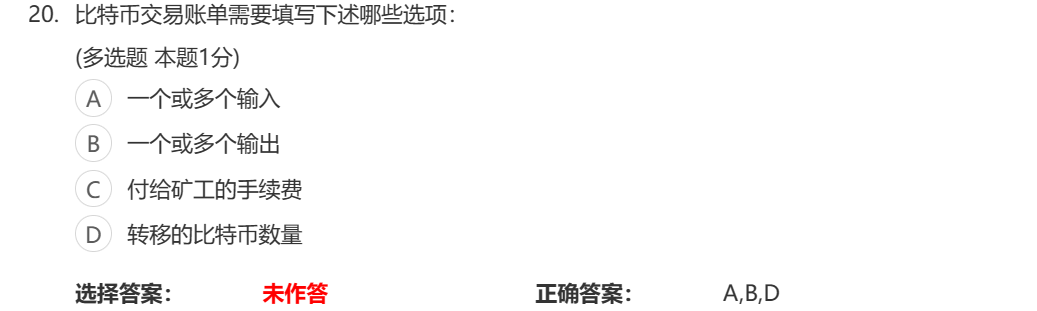 20. 比特币交易账单需要填写下述哪些选项：
(多选题 本题1分)
A 一个或多个输入
B 一个或多个输出
C 付给矿工的手续费
D 转移的比特币数量
选择答案： 未作答 正确答案： A,B,D